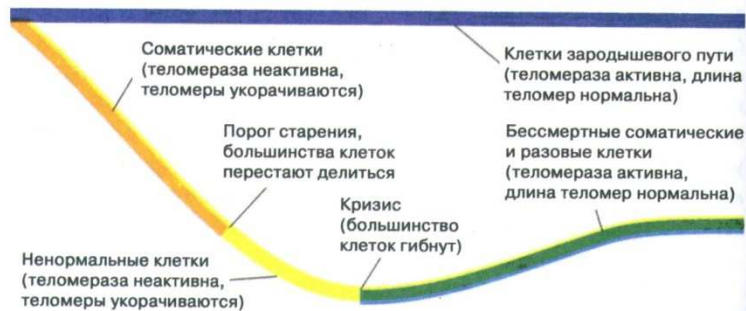 Соматические клетки
(теломераза неактивна,
теломеры укорачиваются)
Клетки зародышевого пути
(теломераза активна, длина
теломер нормальна)
Порог старения,
большинства клеток
перестают делиться
Бессмертные соматические
и разовые клетки
(теломераза активна,
длина теломер нормальна)
Кризис
(большинство
клеток гибнут)
Ненормальные клетки
(теломераза неактивна,
теломеры укорачиваются)